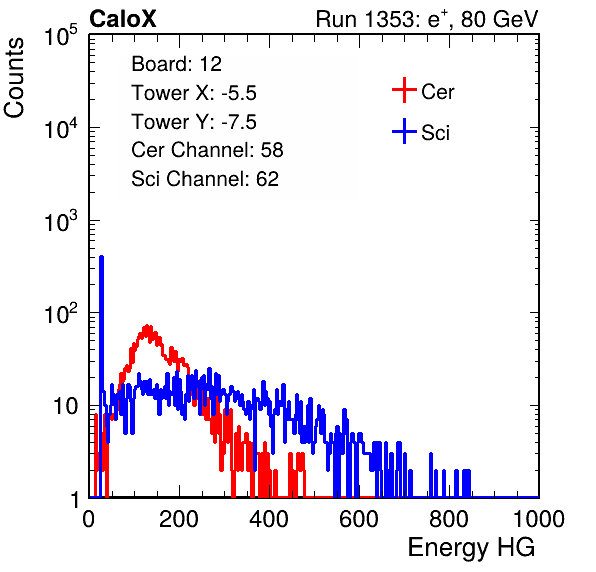 CaloX Run 1353: e⁺, 80 GeV
Counts
Board: 12
Tower X: -5.5
Tower Y: -7.5
Cer Channel: 58
Sci Channel: 62
Cer
Sci
10⁵
10⁴
10³
10²
10
1
0 200 400 600 800 1000
Energy HG